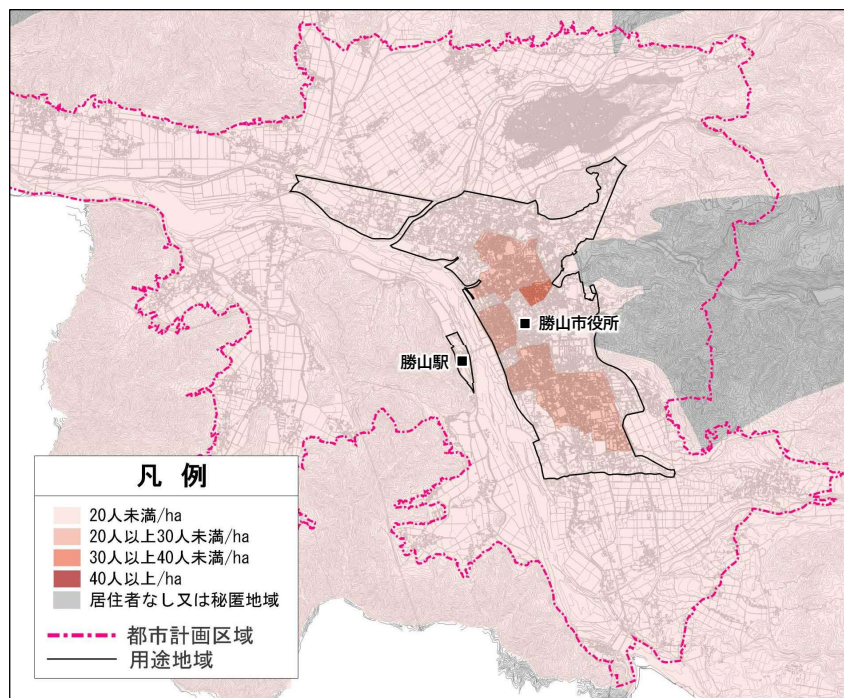 勝山市役所
勝山駅
凡例
20人未満/ha
20人以上30人未満/ha
30人以上40人未満/ha
40人以上/ha
居住者なし又は秘匿地域
都市計画区域
用途地域